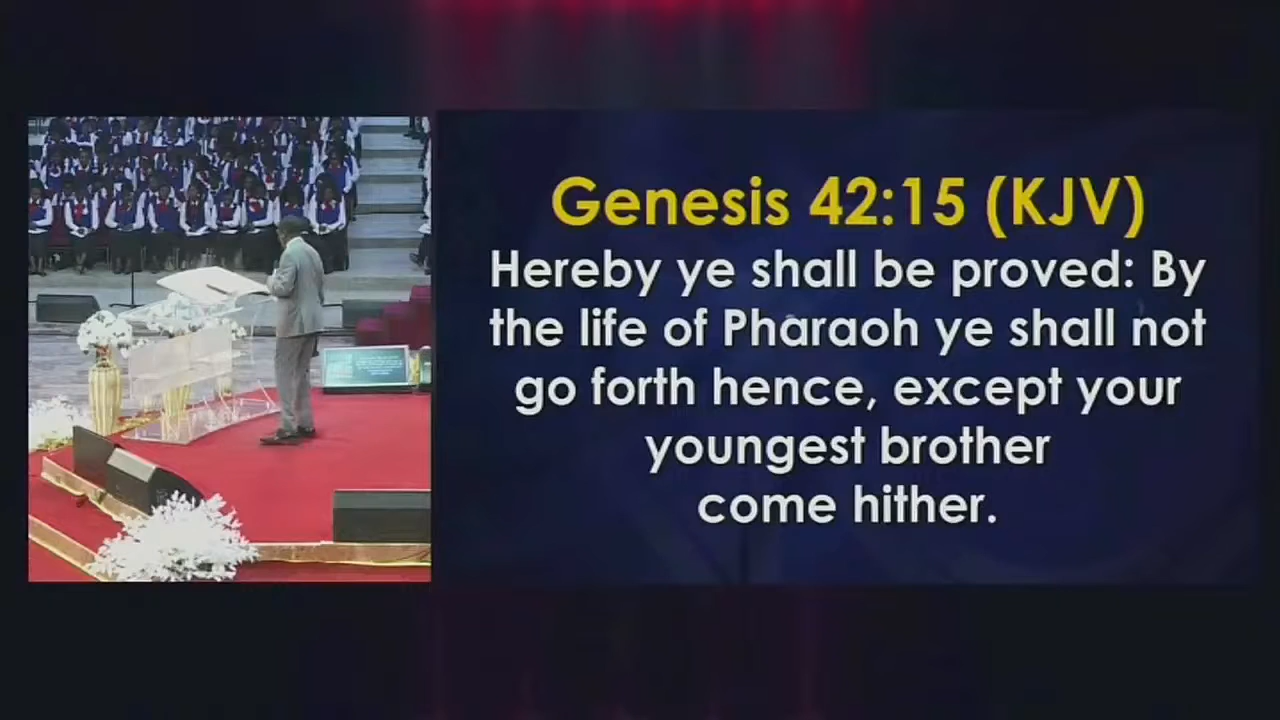 Genesis 42:15 (KJV)
Hereby ye shall be proved: By
the life of Pharaoh ye shall not
go forth hence, except your
youngest brother
come hither.